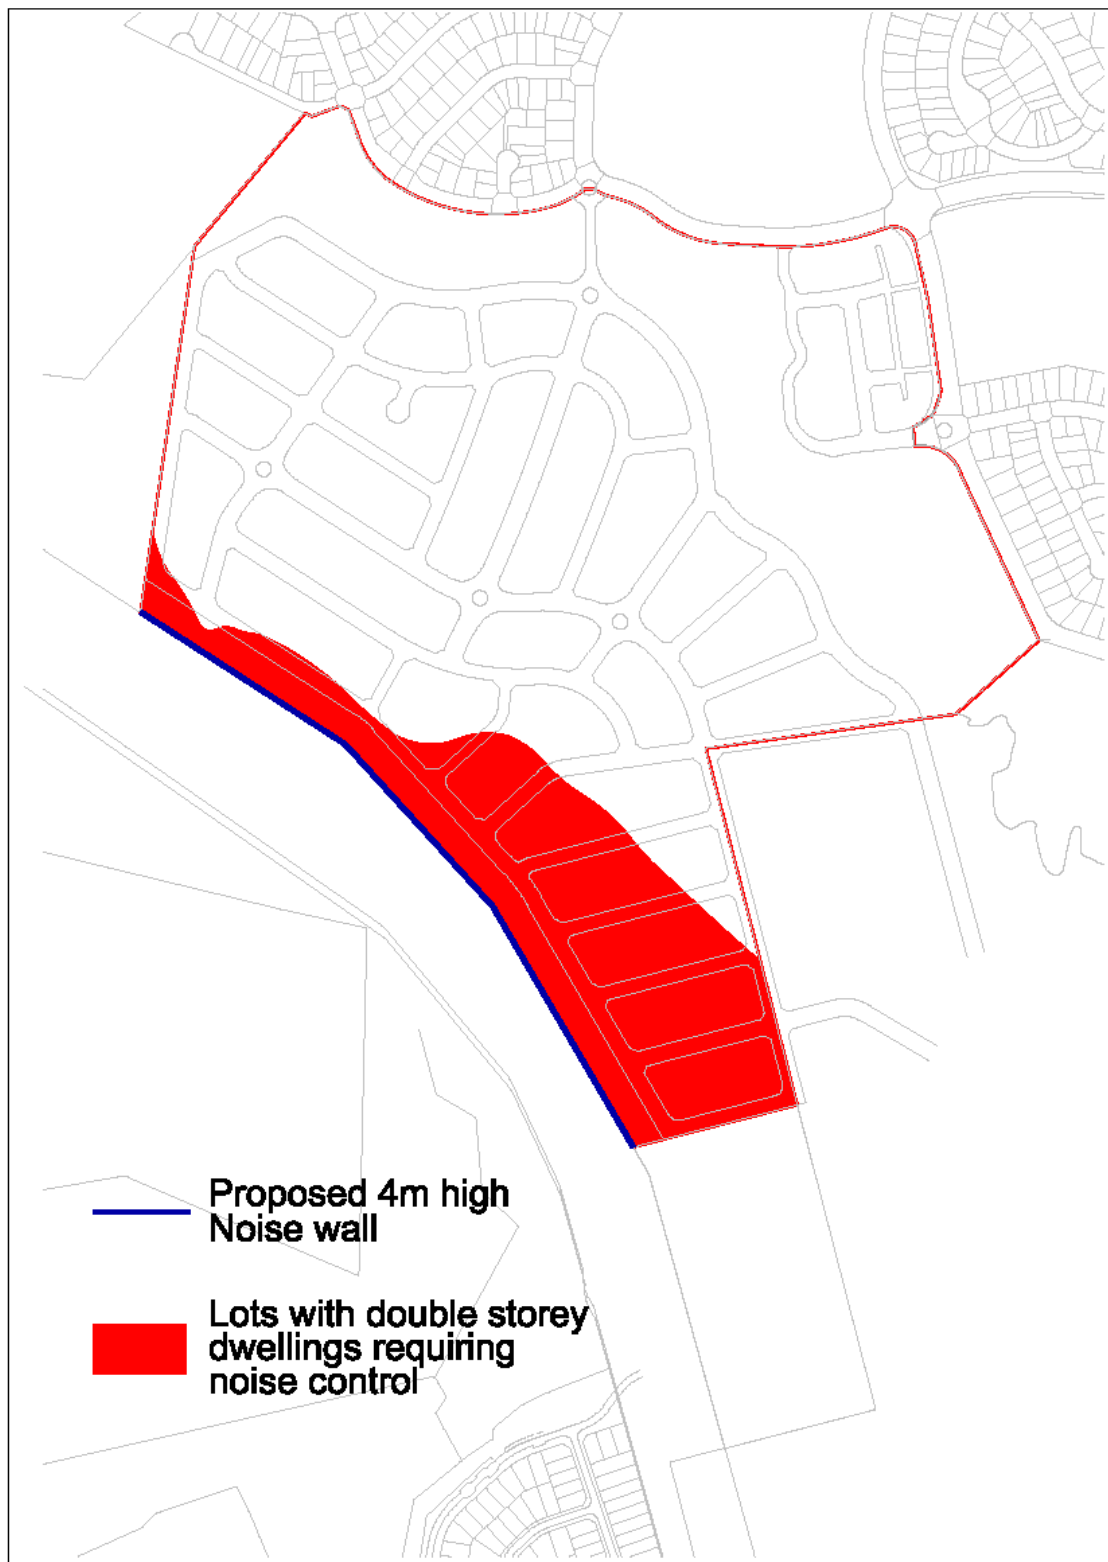 Proposed 4m high
Noise wall
Lots with double storey
dwellings requiring
noise control